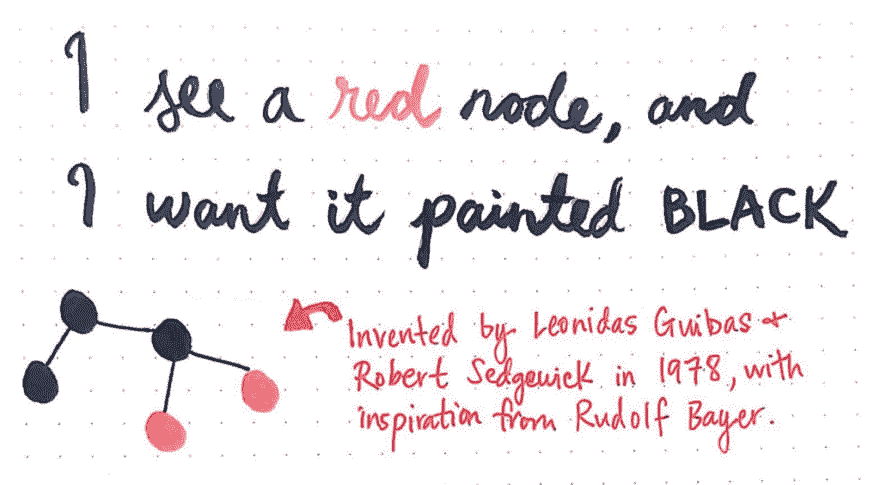 I see a red node, and
I want it painted BLACK
Invented by Leonidas Guibas &
Robert Sedgewick in 1978, with
inspiration from Rudolf Bayer.